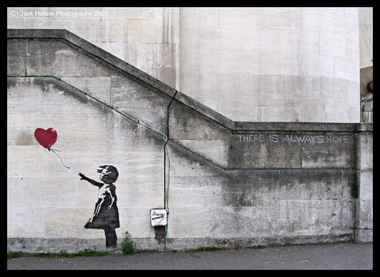 (C) Jack Hollow Photography 2005
THERE IS ALWAYS HOPE